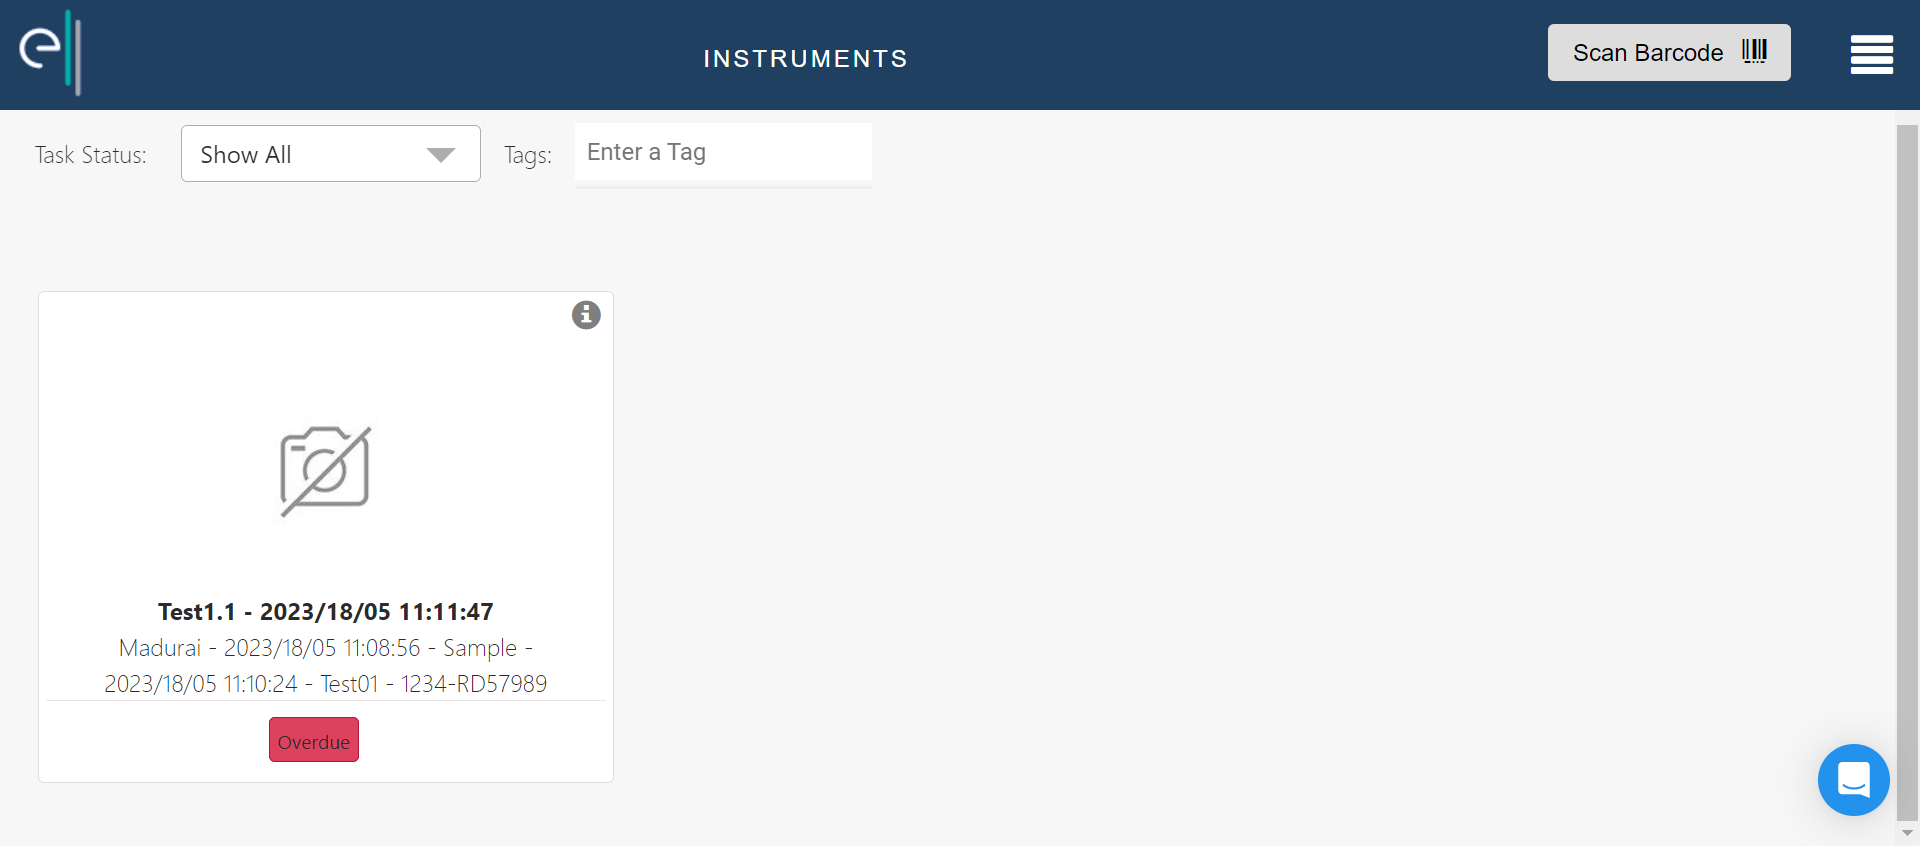 ell
INSTRUMENTS
Scan Barcode
Task Status:
Show All
Tags:
Enter a Tag
Test1.1 - 2023/18/05 11:11:47
Madurai - 2023/18/05 11:08:56 - Sample -
2023/18/05 11:10:24 - Test01 - 1234-RD57989
Overdue